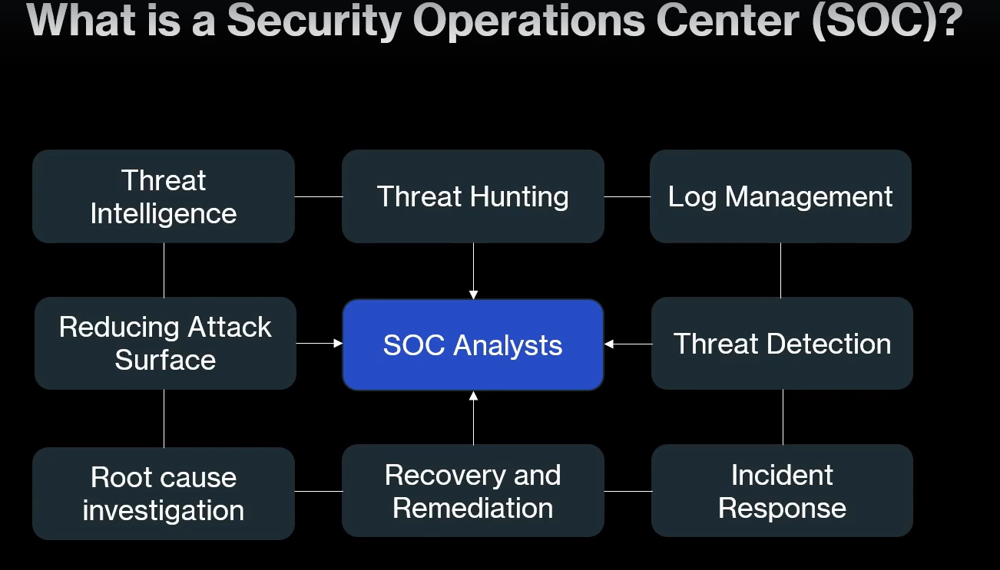 What is a Security Operations Center (SOC)?
Threat
Intelligence
Threat Hunting
Log Management
Reducing Attack
Surface
SOC Analysts
Threat Detection
Root cause
investigation
Recovery and
Remediation
Incident
Response